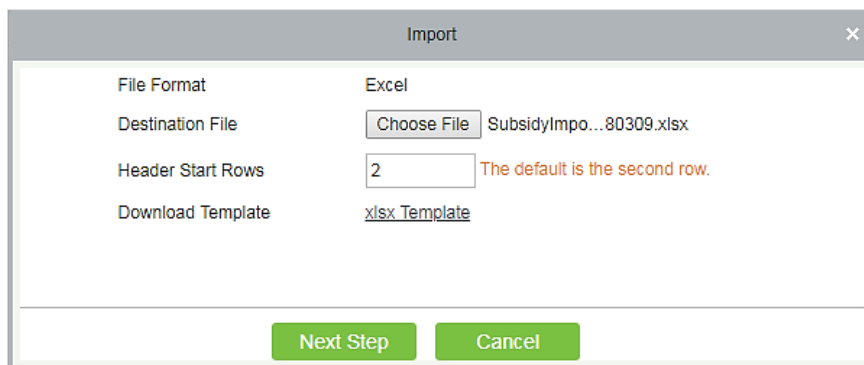 Import ×
File Format Excel
Destination File Choose File SubsidyImpo...80309.xlsx
Header Start Rows 2 The default is the second row.
Download Template xlsx Template
Next Step Cancel